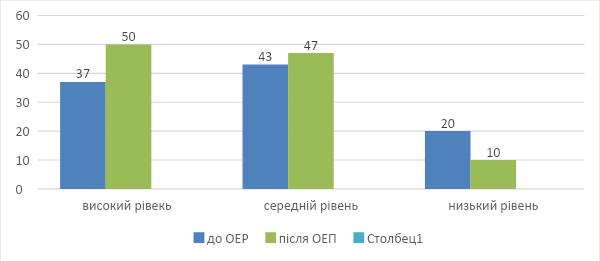 60
50
40
30
20
10
0
37
50
43
47
20
10
високий рівекь
середній рівень
низький рівень
до ОЕР
після ОЕП
Столбец1